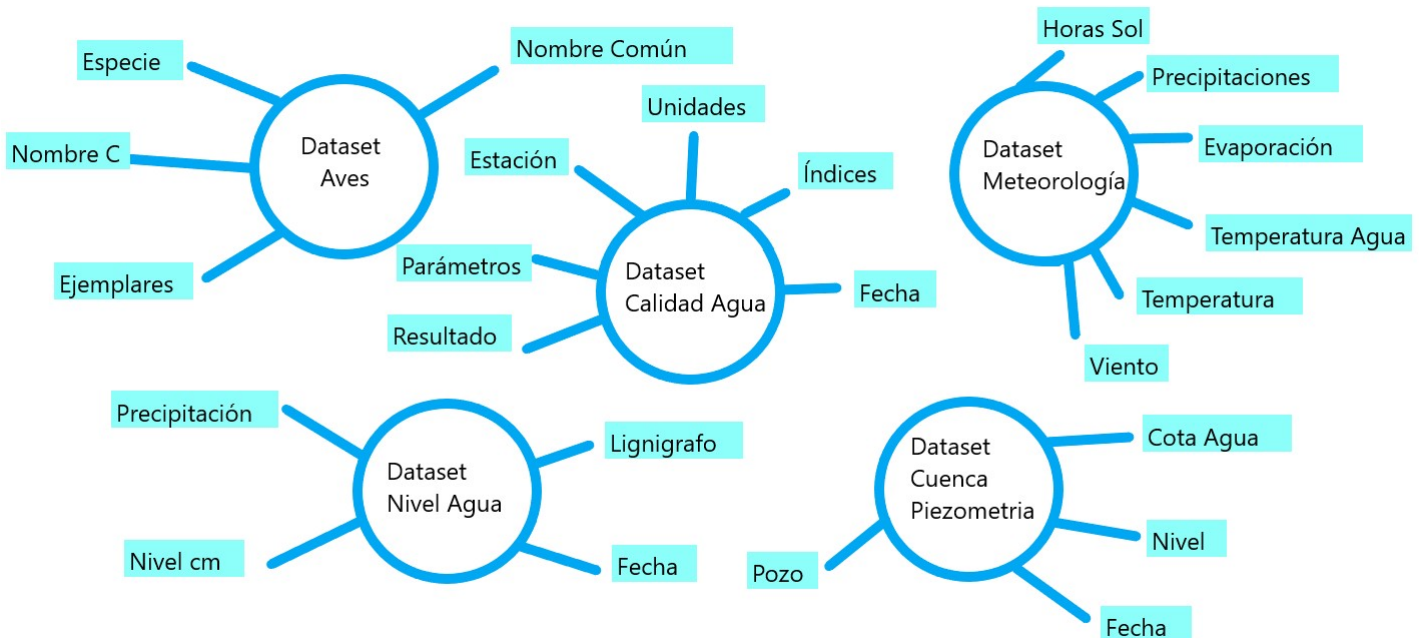 Especie
Nombre Común
Nombre C
Dataset
Aves
Ejemplares
Unidades
Estación
Índices
Parámetros
Dataset
Calidad Agua
Fecha
Resultado
Horas Sol
Precipitaciones
Dataset
Meteorología
Evaporación
Temperatura Agua
Temperatura
Viento
Precipitación
Lignigrafo
Dataset
Nivel Agua
Nivel cm
Fecha
Dataset
Cuenca
Piezometria
Cota Agua
Nivel
Pozo
Fecha